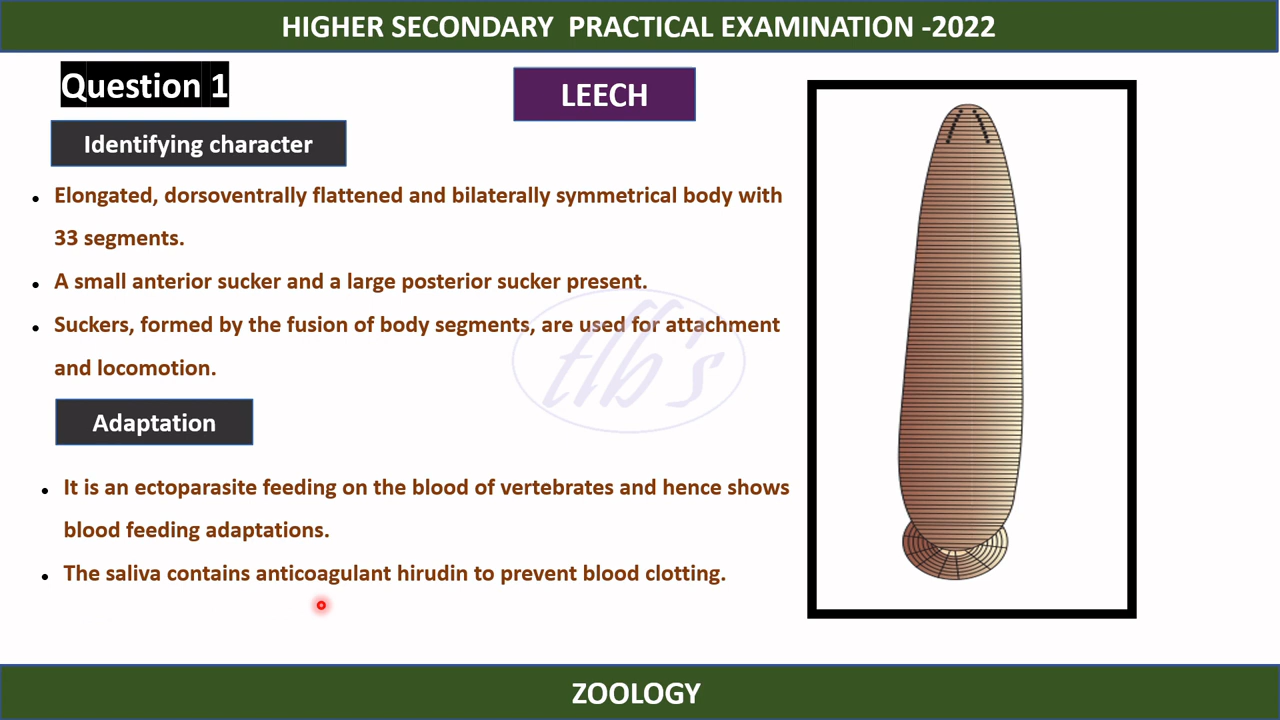 HIGHER SECONDARY PRACTICAL EXAMINATION -2022
Question 1
LEECH
Identifying character
• Elongated, dorsoventrally flattened and bilaterally symmetrical body with
33 segments.
• A small anterior sucker and a large posterior sucker present.
• Suckers, formed by the fusion of body segments, are used for attachment
and locomotion.
tlb's
Adaptation
• It is an ectoparasite feeding on the blood of vertebrates and hence shows
blood feeding adaptations.
• The saliva contains anticoagulant hirudin to prevent blood clotting.
ZOOLOGY